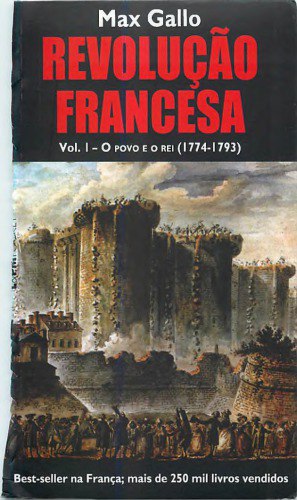 Max Gallo
REVOLUÇÃO
FRANCESA
Vol. I – O POVO E O REI (1774-1793)
Best-seller na França; mais de 250 mil livros vendidos